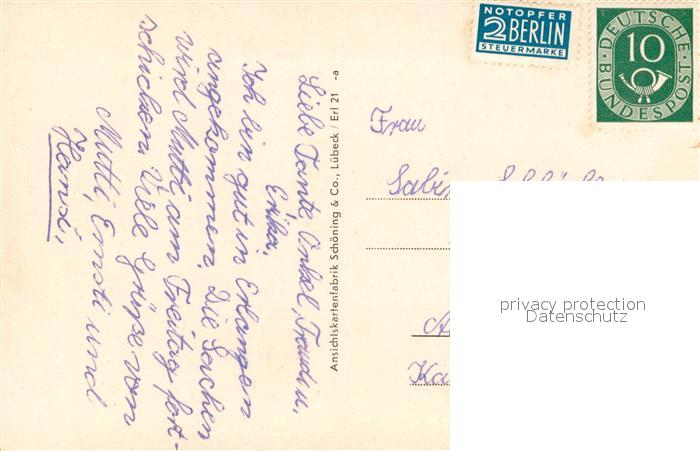 Liebe Tante, Onkel, Traudi u.
Erika.
Ich bin gut in Erlangen
angekommen. Die Sachen
wird Mutti am Freitag fort-
schicken. Viele Grüsse von
Mutti, Ernsti und
Hansi,
Ansichtskartenfabrik Schöning & Co., Lübeck / Erl 21 -a
NOTOPFER
2 BERLIN
STEUERMARKE
DEUTSCHE
10
BUNDESPOST
Frau
privacy protection
Datenschutz